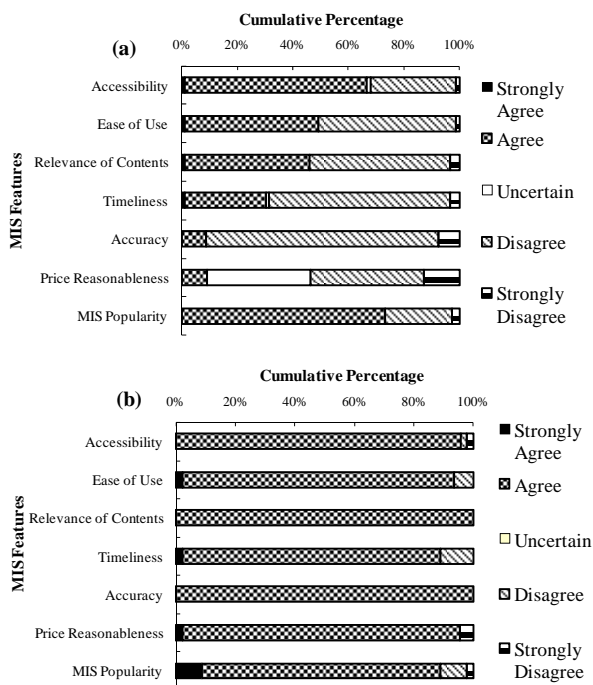 Cumulative Percentage
(a)
0% 20% 40% 60% 80% 100%
MIS Features
Accessibility
Ease of Use
Relevance of Contents
Timeliness
Accuracy
Price Reasonableness
MIS Popularity
Strongly
Agree
Agree
Uncertain
Disagree
Strongly
Disagree
Cumulative Percentage
(b)
0% 20% 40% 60% 80% 100%
MIS Features
Accessibility
Ease of Use
Relevance of Contents
Timeliness
Accuracy
Price Reasonableness
MIS Popularity
Strongly
Agree
Agree
Uncertain
Disagree
Strongly
Disagree